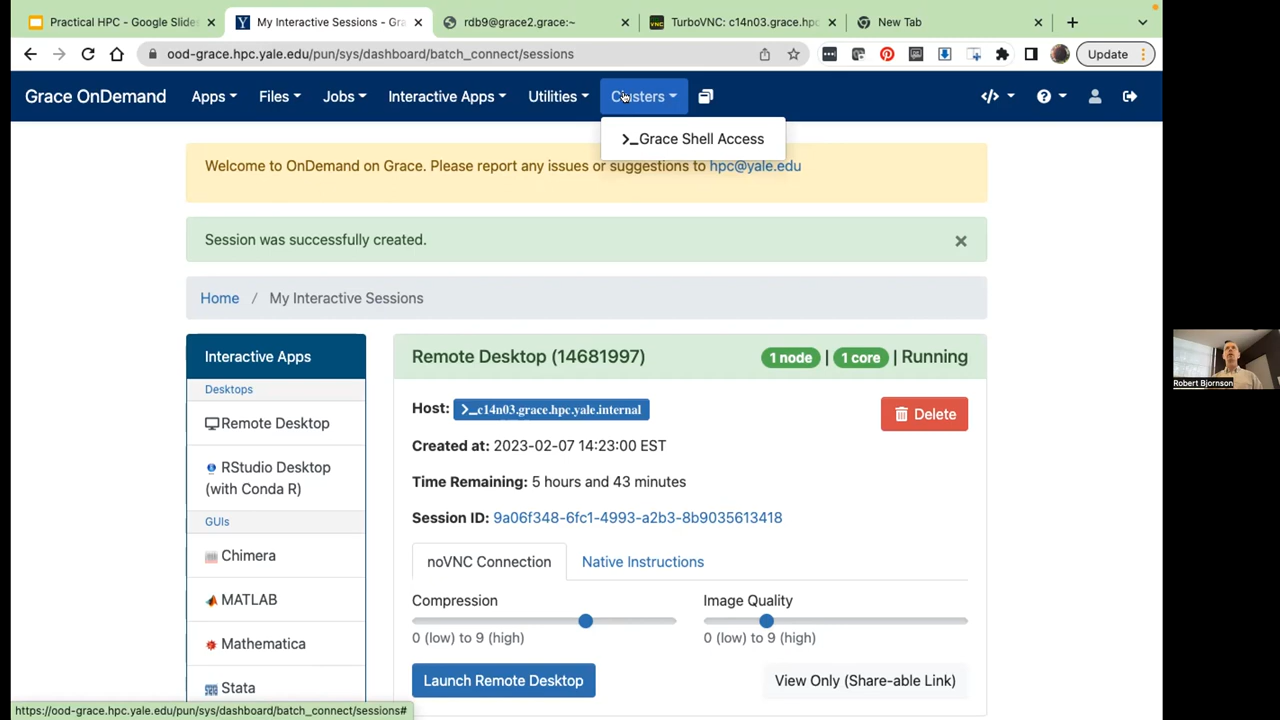 Practical HPC - Google Slides
My Interactive Sessions - Gra
rdb9@grace2.grace:~
TurboVNC: c14n03.grace.hpc
New Tab
ood-grace.hpc.yale.edu/pun/sys/dashboard/batch_connect/sessions
Update
Grace OnDemand
Apps
Files
Jobs
Interactive Apps
Utilities
Clusters
>_Grace Shell Access
Welcome to OnDemand on Grace. Please report any issues or suggestions to hpc@yale.edu
Session was successfully created.
Home / My Interactive Sessions
Interactive Apps
Desktops
Remote Desktop
RStudio Desktop
(with Conda R)
GUIs
Chimera
MATLAB
Mathematica
Stata
Remote Desktop (14681997)
1 node | 1 core | Running
Host: >_c14n03.grace.hpc.yale.internal
Delete
Created at: 2023-02-07 14:23:00 EST
Time Remaining: 5 hours and 43 minutes
Session ID: 9a06f348-6fc1-4993-a2b3-8b9035613418
noVNC Connection
Native Instructions
Compression
Image Quality
0 (low) to 9 (high)
0 (low) to 9 (high)
Launch Remote Desktop
View Only (Share-able Link)
https://ood-grace.hpc.yale.edu/pun/sys/dashboard/batch_connect/sessions#
Robert Bjornson